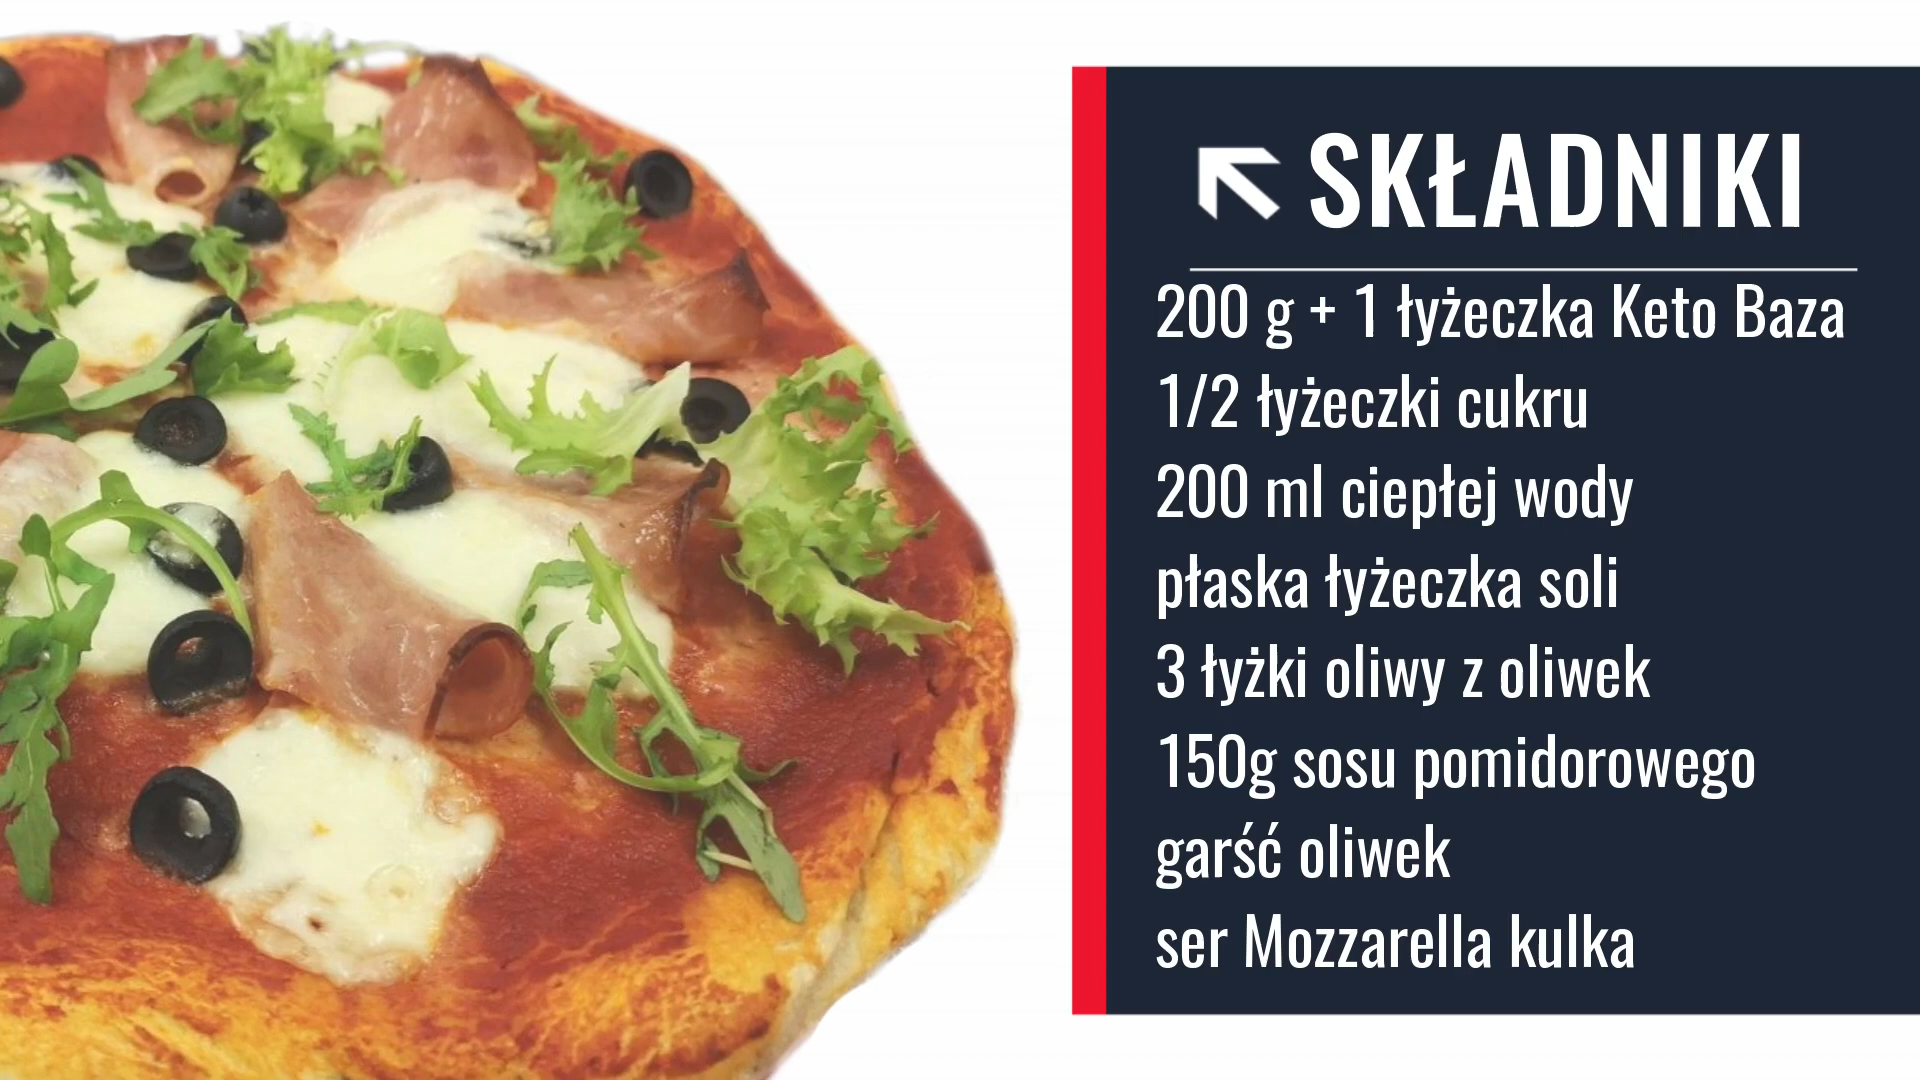 SKŁADNIKI
200 g + 1 łyżeczka Keto Baza
1/2 łyżeczki cukru
200 ml ciepłej wody
płaska łyżeczka soli
3 łyżki oliwy z oliwek
150g sosu pomidorowego
garść oliwek
ser Mozzarella kulka